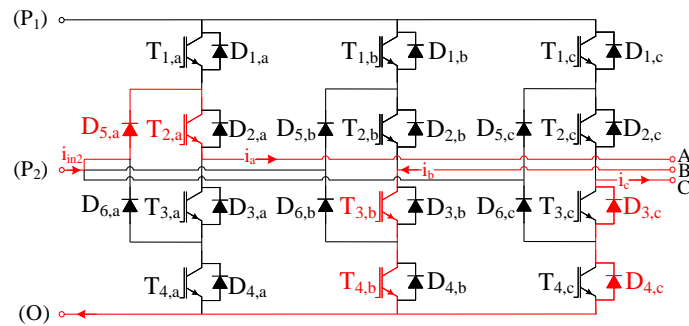 (P1)
T1,a D1,a T1,b D1,b T1,c D1,c
D5,a T2,a D2,a D5,b T2,b D2,b D5,c T2,c D2,c
iin2 ia A
(P2) ib B
ic C
D6,a T3,a D3,a D6,b T3,b D3,b D6,c T3,c D3,c
T4,a D4,a T4,b D4,b T4,c D4,c
(O)